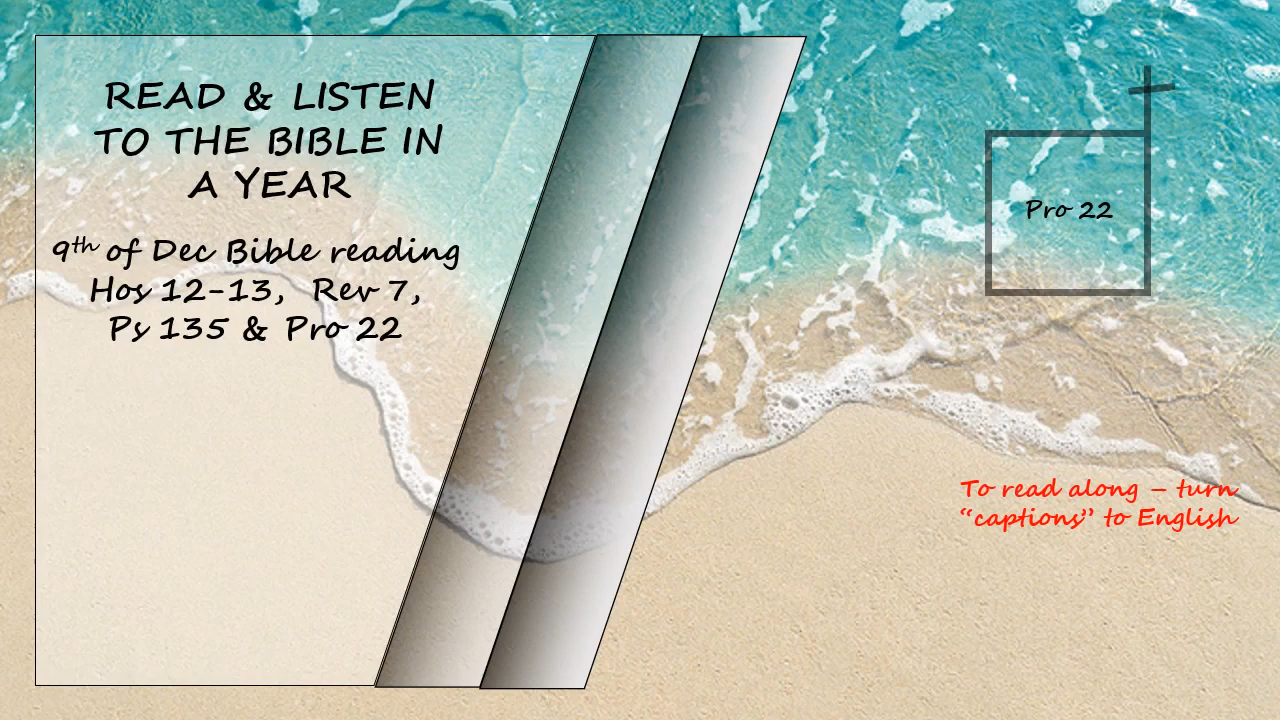 READ & LISTEN
TO THE BIBLE IN
A YEAR
9th of Dec Bible reading
Hos 12-13, Rev 7,
Ps 135 & Pro 22
Pro 22
To read along – turn
“captions” to English